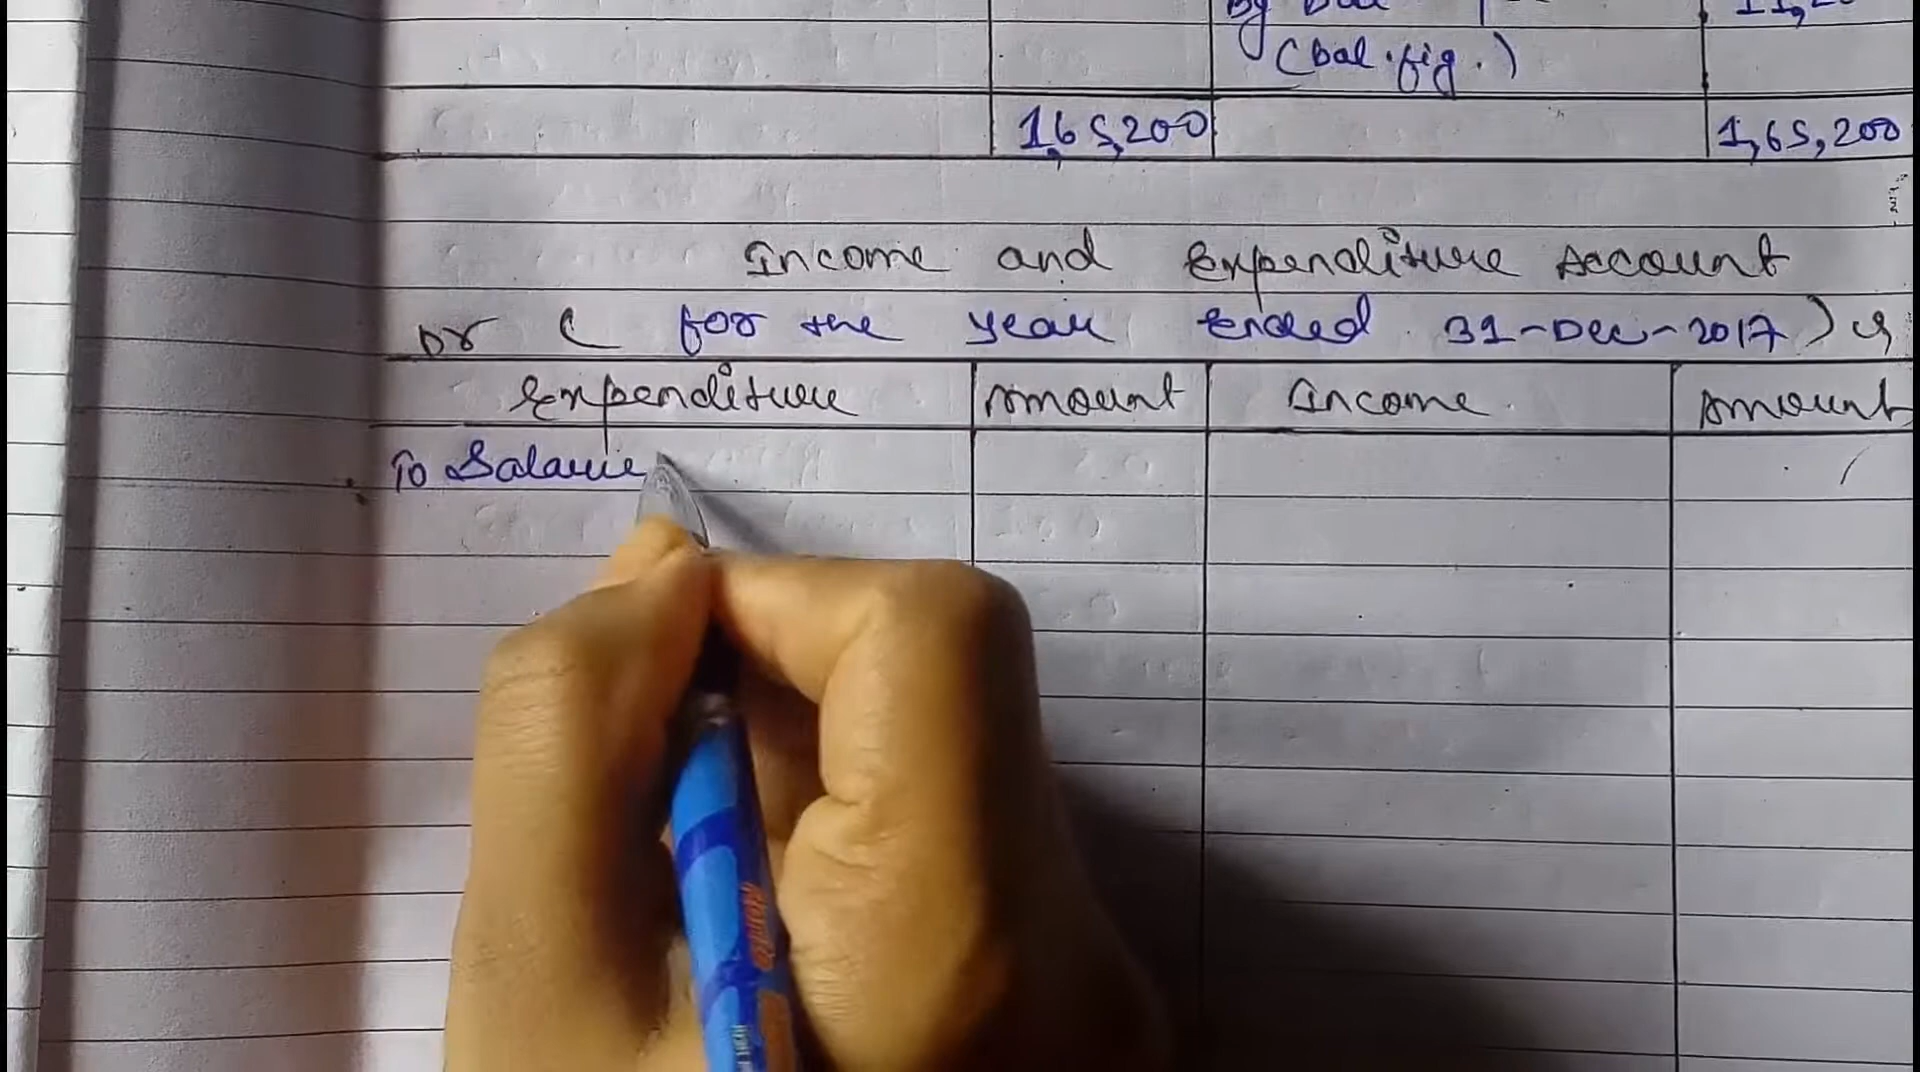 By
(bal.fig.)
1,65,200 1,65,200
Income and Expenditure Account
Dr ( for the year ended 31-Dec-2017) Cr
Expenditure Amount Income Amount
To Salarie